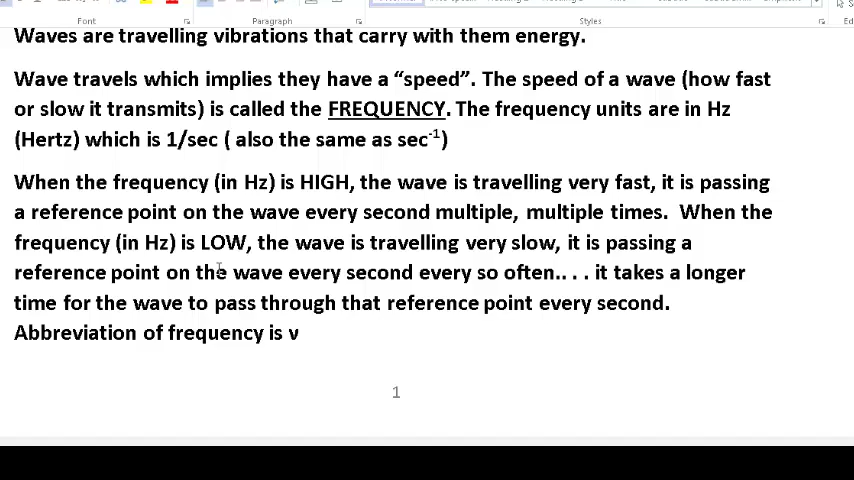 Font Paragraph Styles
Waves are travelling vibrations that carry with them energy.
Wave travels which implies they have a “speed”. The speed of a wave (how fast
or slow it transmits) is called the FREQUENCY. The frequency units are in Hz
(Hertz) which is 1/sec ( also the same as sec-1)
When the frequency (in Hz) is HIGH, the wave is travelling very fast, it is passing
a reference point on the wave every second multiple, multiple times. When the
frequency (in Hz) is LOW, the wave is travelling very slow, it is passing a
reference point on the wave every second every so often.. . . it takes a longer
time for the wave to pass through that reference point every second.
Abbreviation of frequency is ν
1